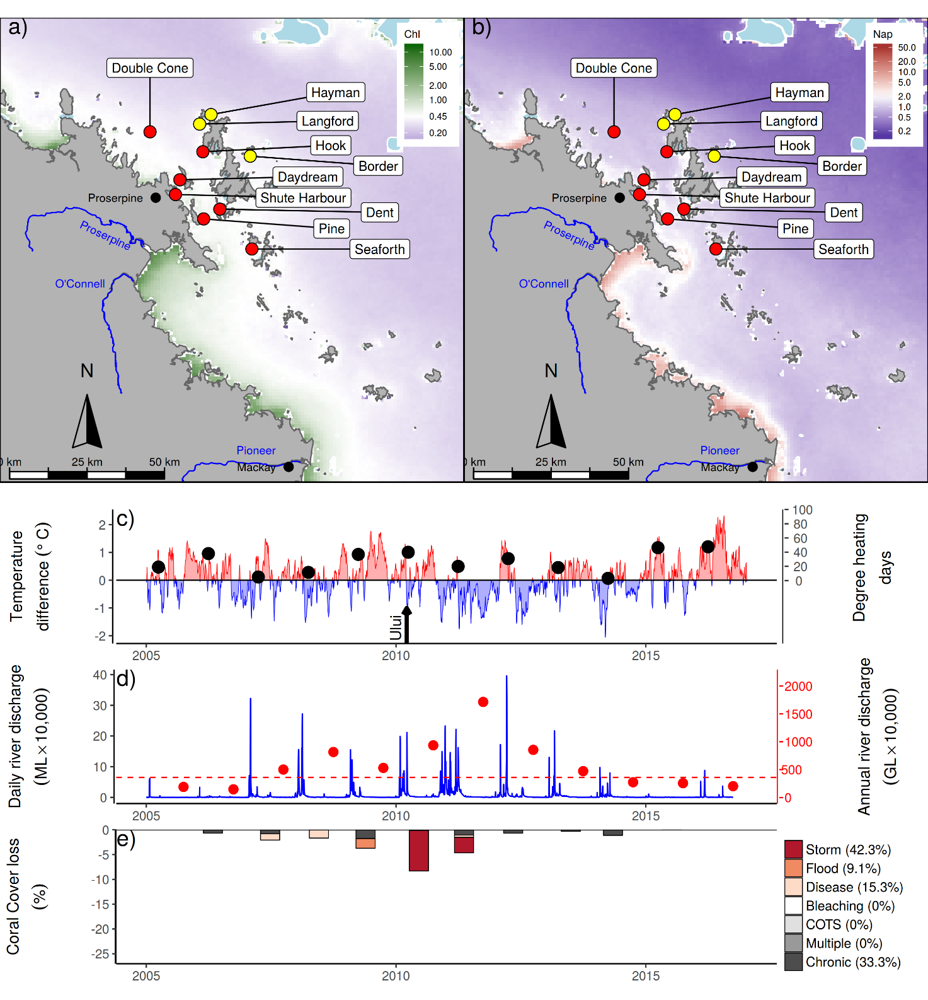 a)
Chl
10.00
5.00
2.00
1.00
0.45
0.20
Double Cone
Hayman
Langford
Hook
Border
Daydream
Shute Harbour
Dent
Pine
Seaforth
Proserpine
Proserpine
O'Connell
N
0 km
25 km
50 km
Pioneer
Mackay
b)
Nap
50.0
20.0
10.0
5.0
2.0
1.0
0.5
0.2
Double Cone
Hayman
Langford
Hook
Border
Daydream
Shute Harbour
Dent
Pine
Seaforth
Proserpine
Proserpine
O'Connell
N
0 km
25 km
50 km
Pioneer
Mackay
c)
Temperature
difference (° C)
2
1
0
-1
-2
Ului
100
80
60
40
20
0
Degree heating
days
2005
2010
2015
d)
Daily river discharge
(ML × 10,000)
40
30
20
10
0
2000
1500
1000
500
0
Annual river discharge
(GL × 10,000)
2005
2010
2015
e)
Coral Cover loss
(%)
0
-5
-10
-15
-20
-25
2005
2010
2015
Storm (42.3%)
Flood (9.1%)
Disease (15.3%)
Bleaching (0%)
COTS (0%)
Multiple (0%)
Chronic (33.3%)